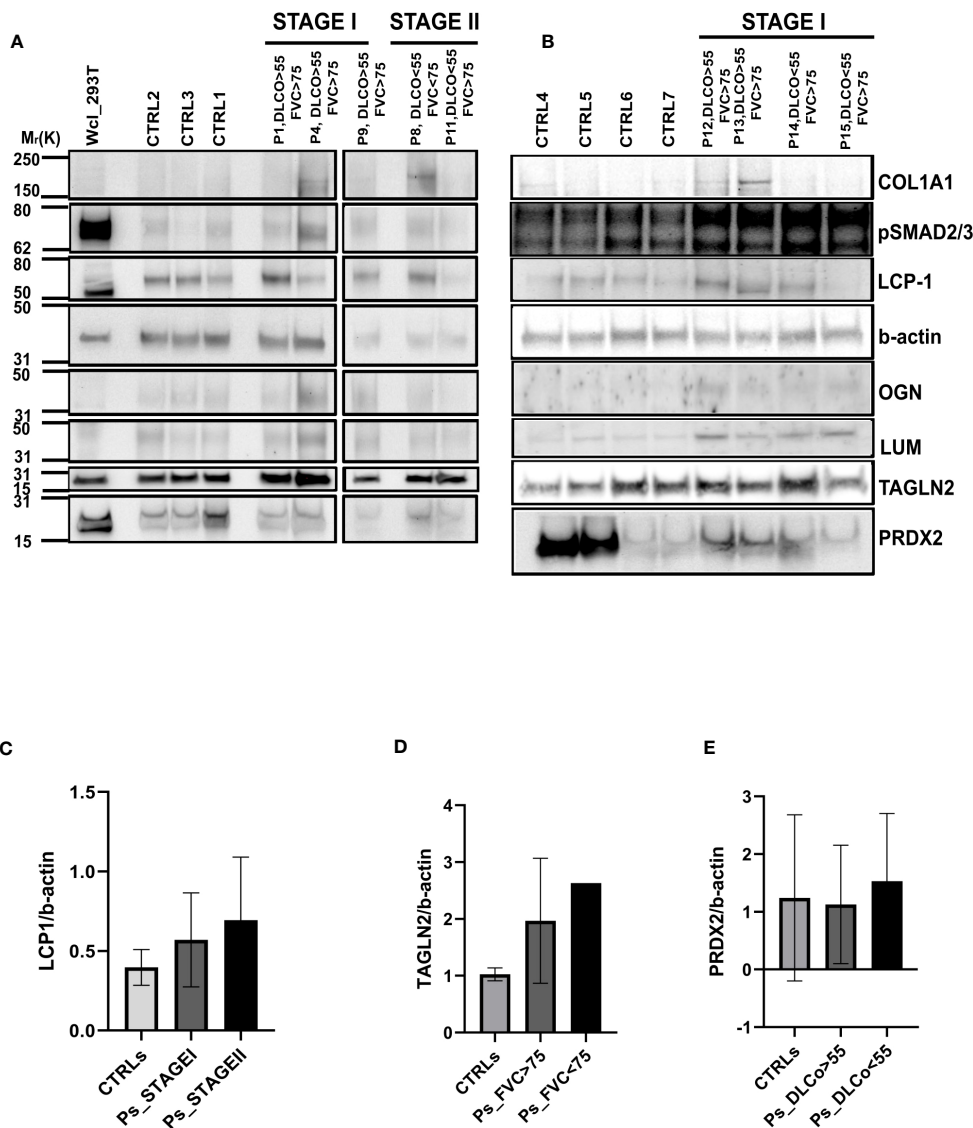 A
STAGE I
STAGE II
Mr(K)
Wcl_293T
CTRL2
CTRL3
CTRL1
P1,DLCO>55
FVC>75
P4, DLCO>55
FVC>75
P9, DLCO>55
FVC>75
P8, DLCO<55
FVC<75
P11,DLCO<55
FVC>75
250
150
80
62
80
50
50
31
50
31
50
31
31
15
31
15
B
STAGE I
CTRL4
CTRL5
CTRL6
CTRL7
P12,DLCO>55
FVC>75
P13,DLCO>55
FVC>75
P14,DLCO<55
FVC>75
P15,DLCO<55
FVC>75
COL1A1
pSMAD2/3
LCP-1
b-actin
OGN
LUM
TAGLN2
PRDX2
C
LCP1/b-actin
1.5
1.0
0.5
0.0
CTRLs
Ps_STAGEI
Ps_STAGEII
D
TAGLN2/b-actin
4
3
2
1
0
CTRLs
Ps_FVC>75
Ps_FVC<75
E
PRDX2/b-actin
3
2
1
0
-1
CTRLs
Ps_DLCo>55
Ps_DLCo<55